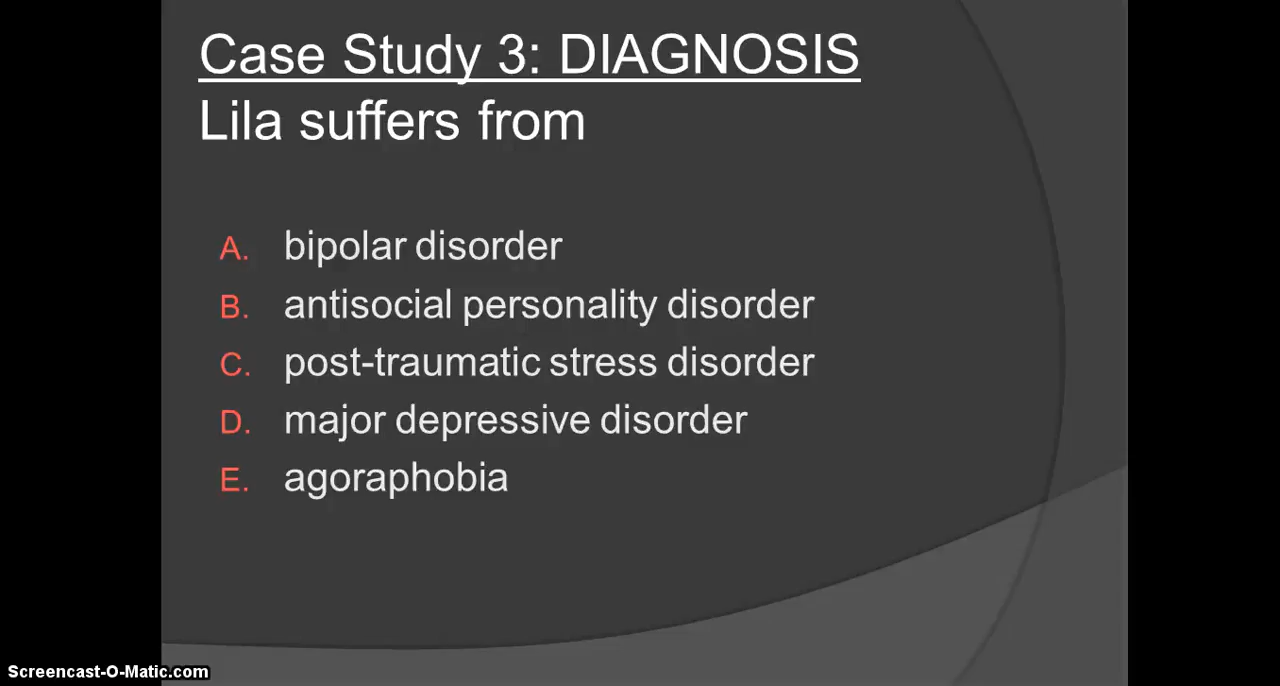 Case Study 3: DIAGNOSIS
Lila suffers from
A. bipolar disorder
B. antisocial personality disorder
C. post-traumatic stress disorder
D. major depressive disorder
E. agoraphobia
Screencast-O-Matic.com